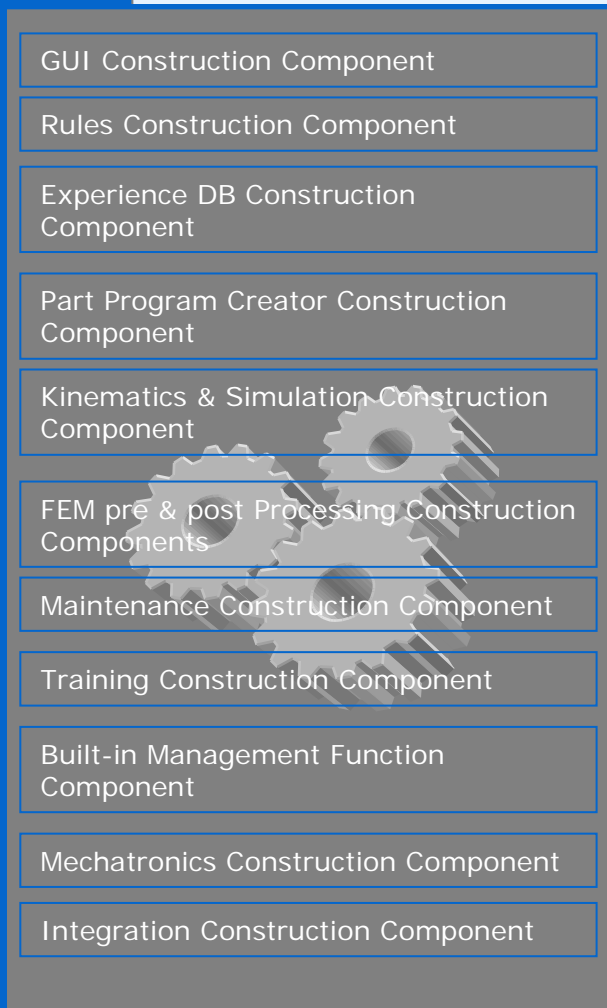 GUI Construction Component
Rules Construction Component
Experience DB Construction
Component
Part Program Creator Construction
Component
Kinematics & Simulation Construction
Component
FEM pre & post Processing Construction
Components
Maintenance Construction Component
Training Construction Component
Built-in Management Function
Component
Mechatronics Construction Component
Integration Construction Component